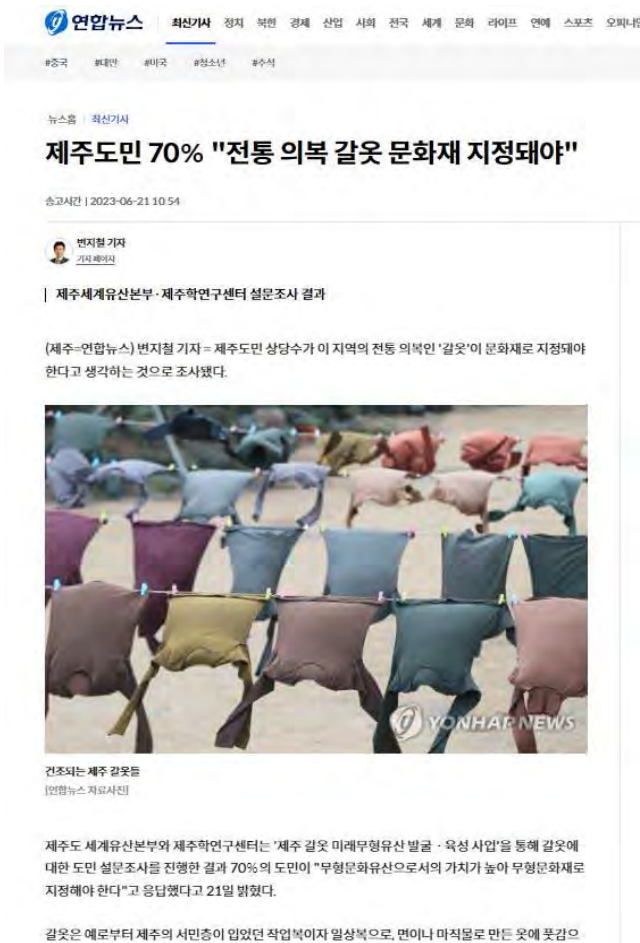 연합뉴스 최신기사 정치 북한 경제 산업 사회 전국 세계 문화 라이프 연예 스포츠 오피니언
#중국 #대만 #미국 #청소년 #추석
뉴스홈 최신기사
제주도민 70% "전통 의복 갈옷 문화재 지정돼야"
송고시간 | 2023-06-21 10:54
변지철 기자
기자 페이지
제주세계유산본부·제주학연구센터 설문조사 결과
(제주=연합뉴스) 변지철 기자 = 제주도민 상당수가 이 지역의 전통 의복인 '갈옷'이 문화재로 지정돼야
한다고 생각하는 것으로 조사됐다.
YONHAP NEWS
건조되는 제주 갈옷들
[연합뉴스 자료사진]
제주도 세계유산본부와 제주학연구센터는 '제주 갈옷 미래무형유산 발굴·육성 사업'을 통해 갈옷에
대한 도민 설문조사를 진행한 결과 70%의 도민이 "무형문화유산으로서의 가치가 높아 무형문화재로
지정해야 한다"고 응답했다고 21일 밝혔다.
갈옷은 예로부터 제주의 서민층이 입었던 작업복이자 일상복으로, 면이나 마직물로 만든 옷에 풋감으